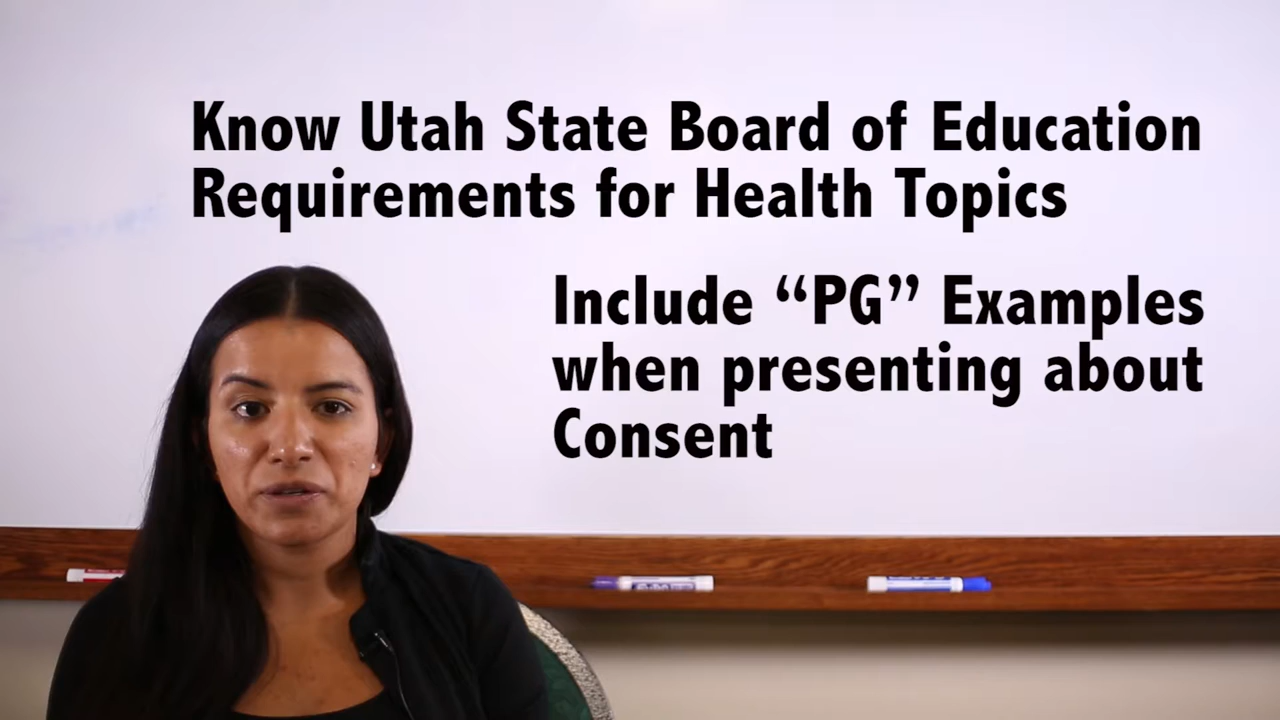 Know Utah State Board of Education
Requirements for Health Topics
Include “PG” Examples
when presenting about
Consent